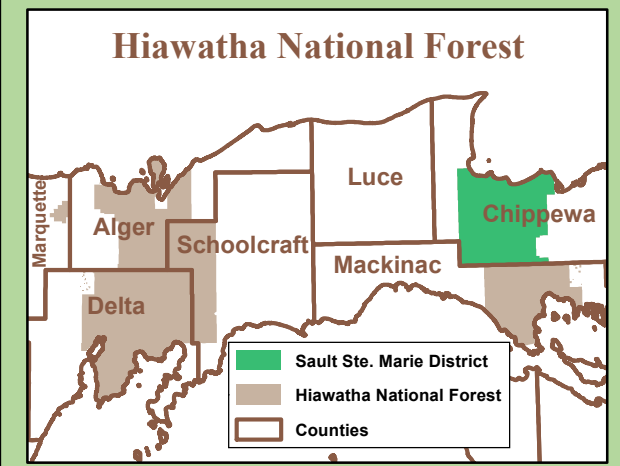 Hiawatha National Forest
Luce
Marquette
Alger
Chippewa
Schoolcraft
Mackinac
Delta
Sault Ste. Marie District
Hiawatha National Forest
Counties